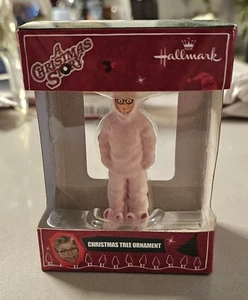 A
CHRISTMAS
STORY
Hallmark
CHRISTMAS TREE ORNAMENT